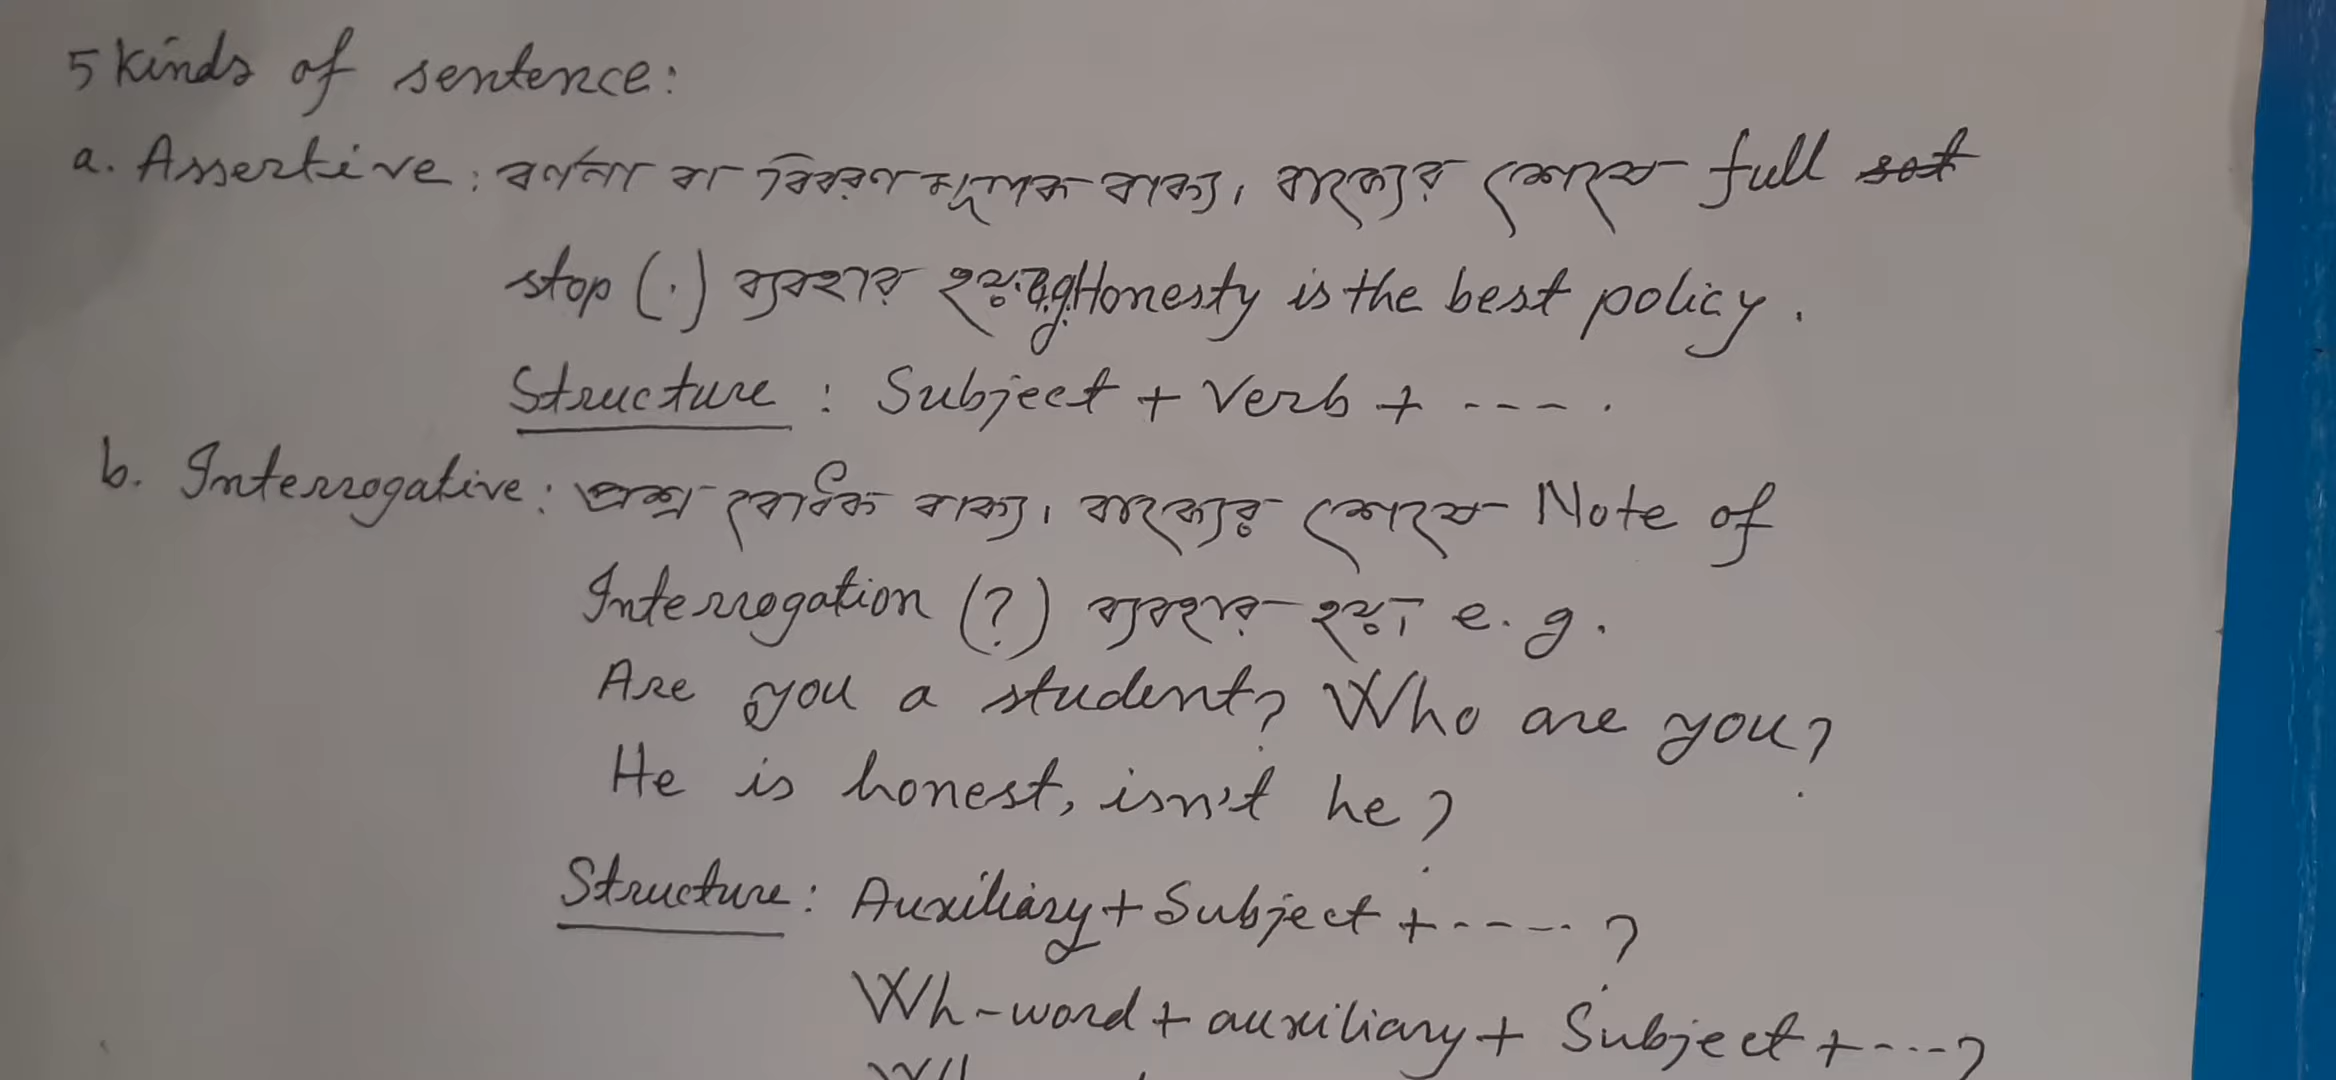 5 kinds of sentence:
a. Assertive: বর্ণনা বা বিবরণ মূলক বাক্য। বাক্যের শেষে full
stop (.) ব্যবহার হয়। e.g. Honesty is the best policy.
Structure: Subject + Verb + ---- .
b. Interrogative: প্রশ্ন বোধক বাক্য। বাক্যের শেষে Note of
Interrogation (?) ব্যবহার হয়। e.g.
Are you a student? Who are you?
He is honest, isn't he?
Structure: Auxiliary + Subject + ----- ?
Wh-word + auxiliary + Subject + ---- ?